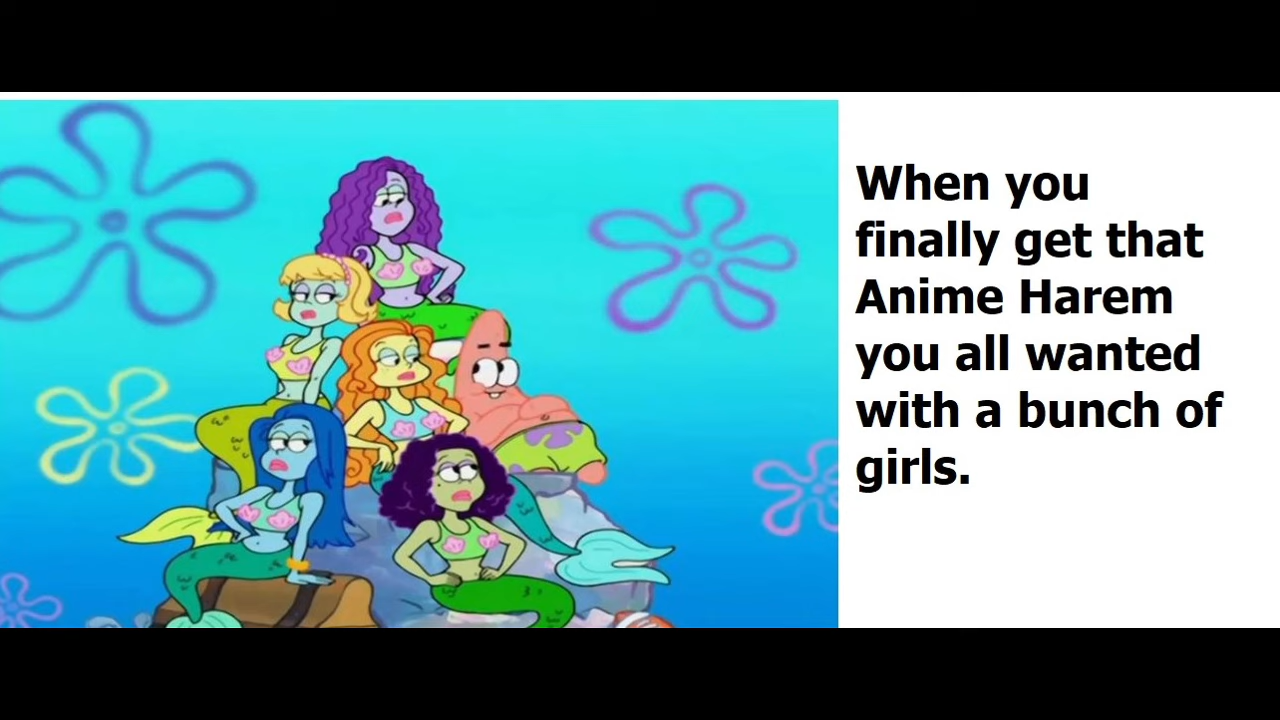 When you
finally get that
Anime Harem
you all wanted
with a bunch of
girls.